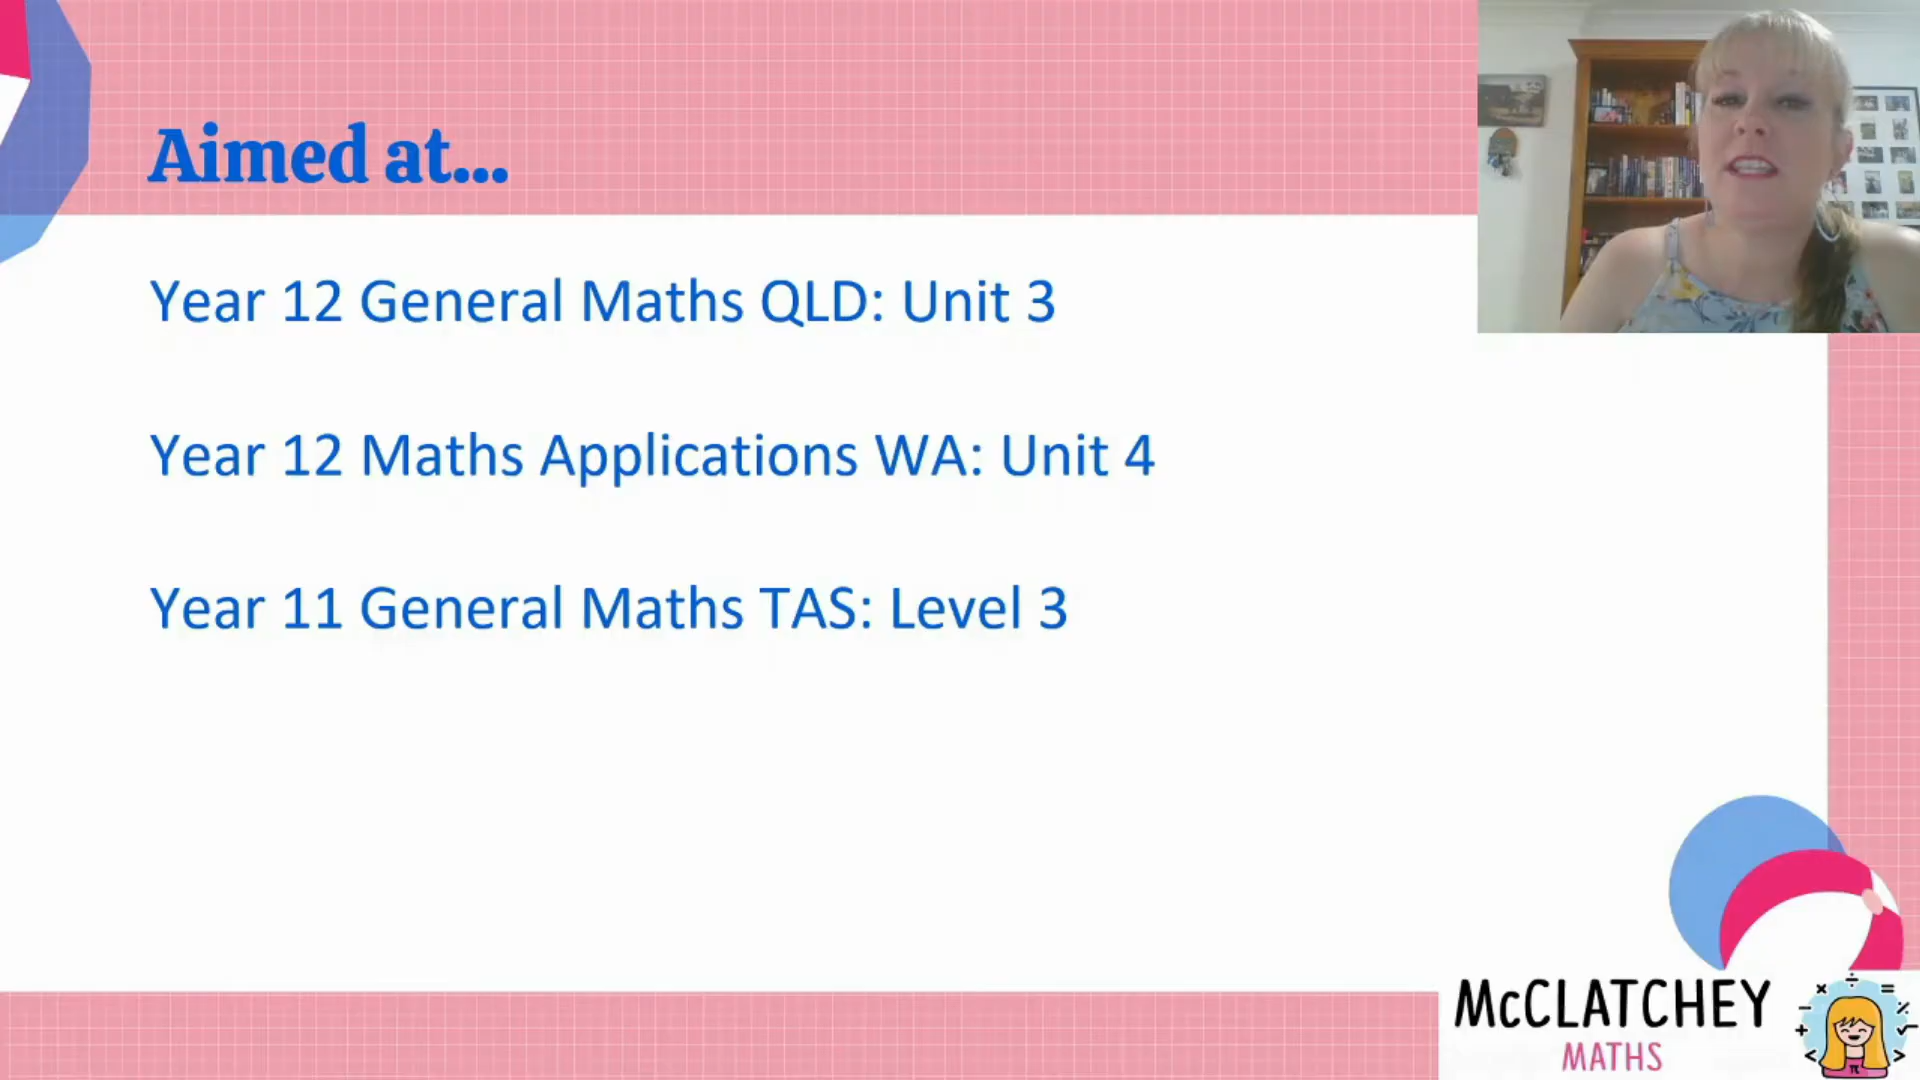 Aimed at...
Year 12 General Maths QLD: Unit 3
Year 12 Maths Applications WA: Unit 4
Year 11 General Maths TAS: Level 3
McCLATCHEY
MATHS